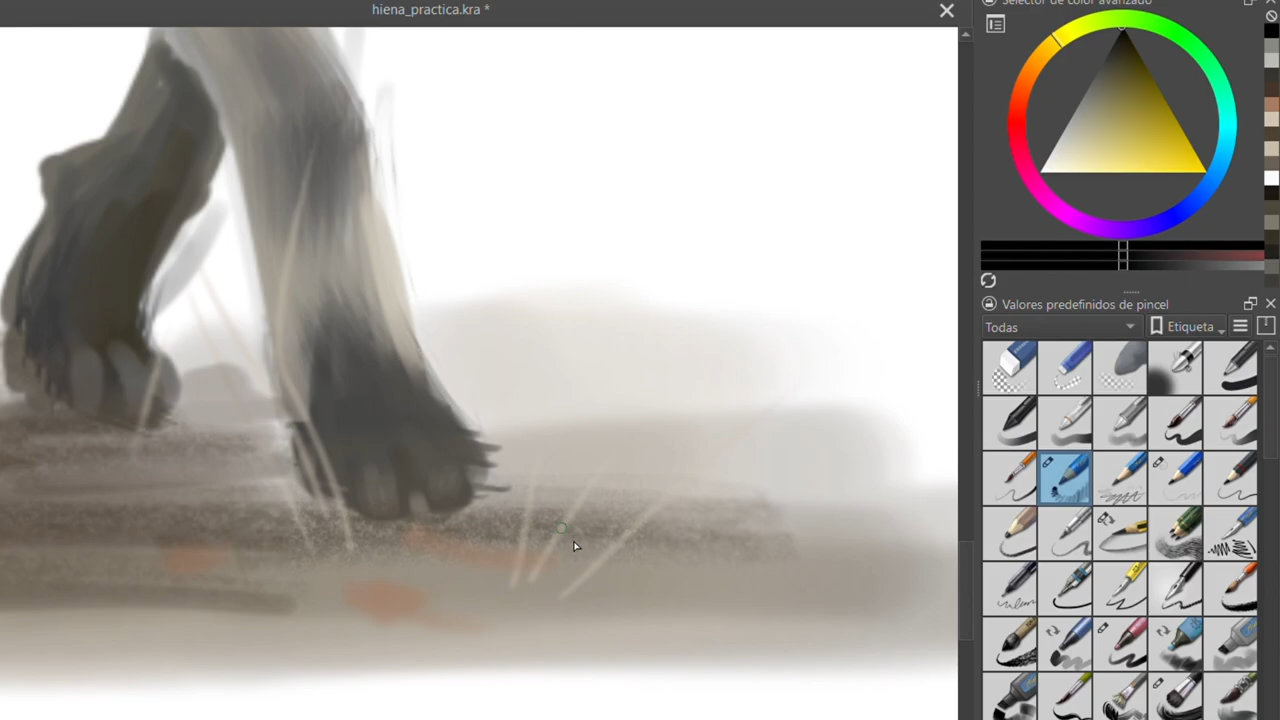 hiena_practica.kra *
Selector de color avanzado
Valores predefinidos de pincel
Todas
Etiqueta